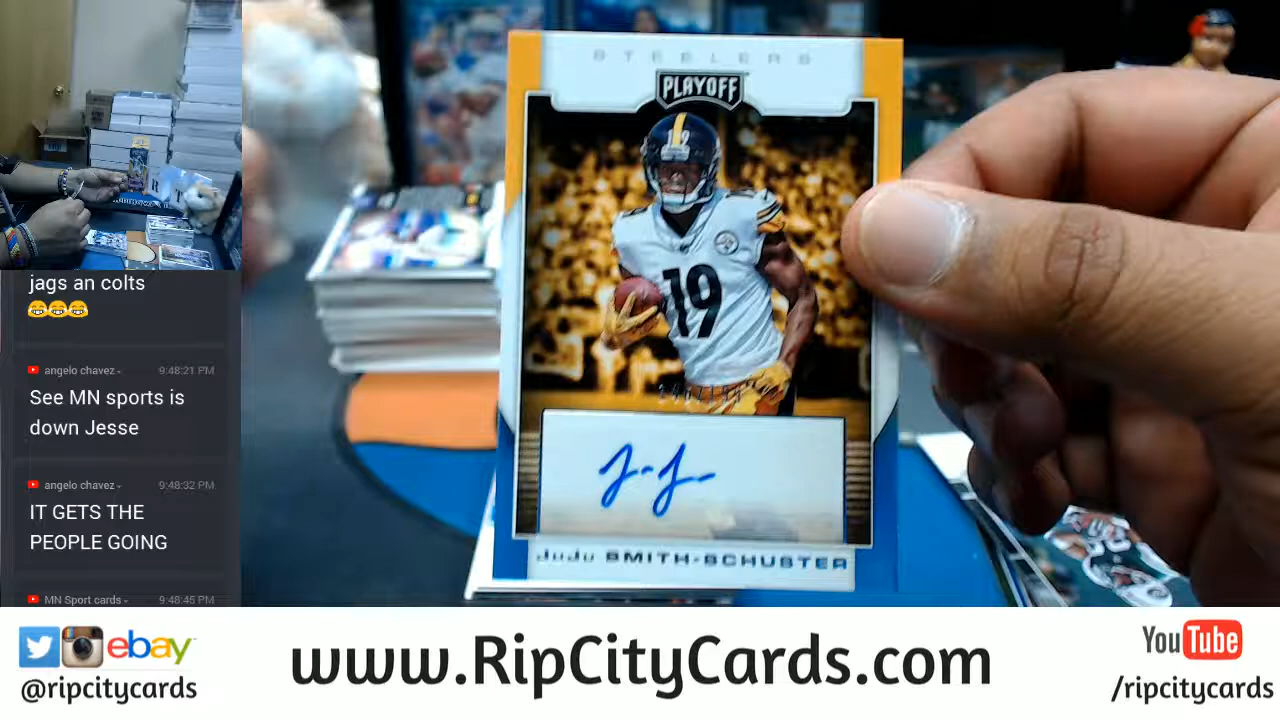 STEELERS
PLAYOFF
19
19
JuJu SMITH-SCHUSTER
jags an colts
😂😂😂
angelo chavez 9:48:21 PM
See MN sports is
down Jesse
angelo chavez 9:48:32 PM
IT GETS THE
PEOPLE GOING
MN Sport cards 9:48:45 PM
ebay
@ripcitycards
www.RipCityCards.com
YouTube
/ripcitycards